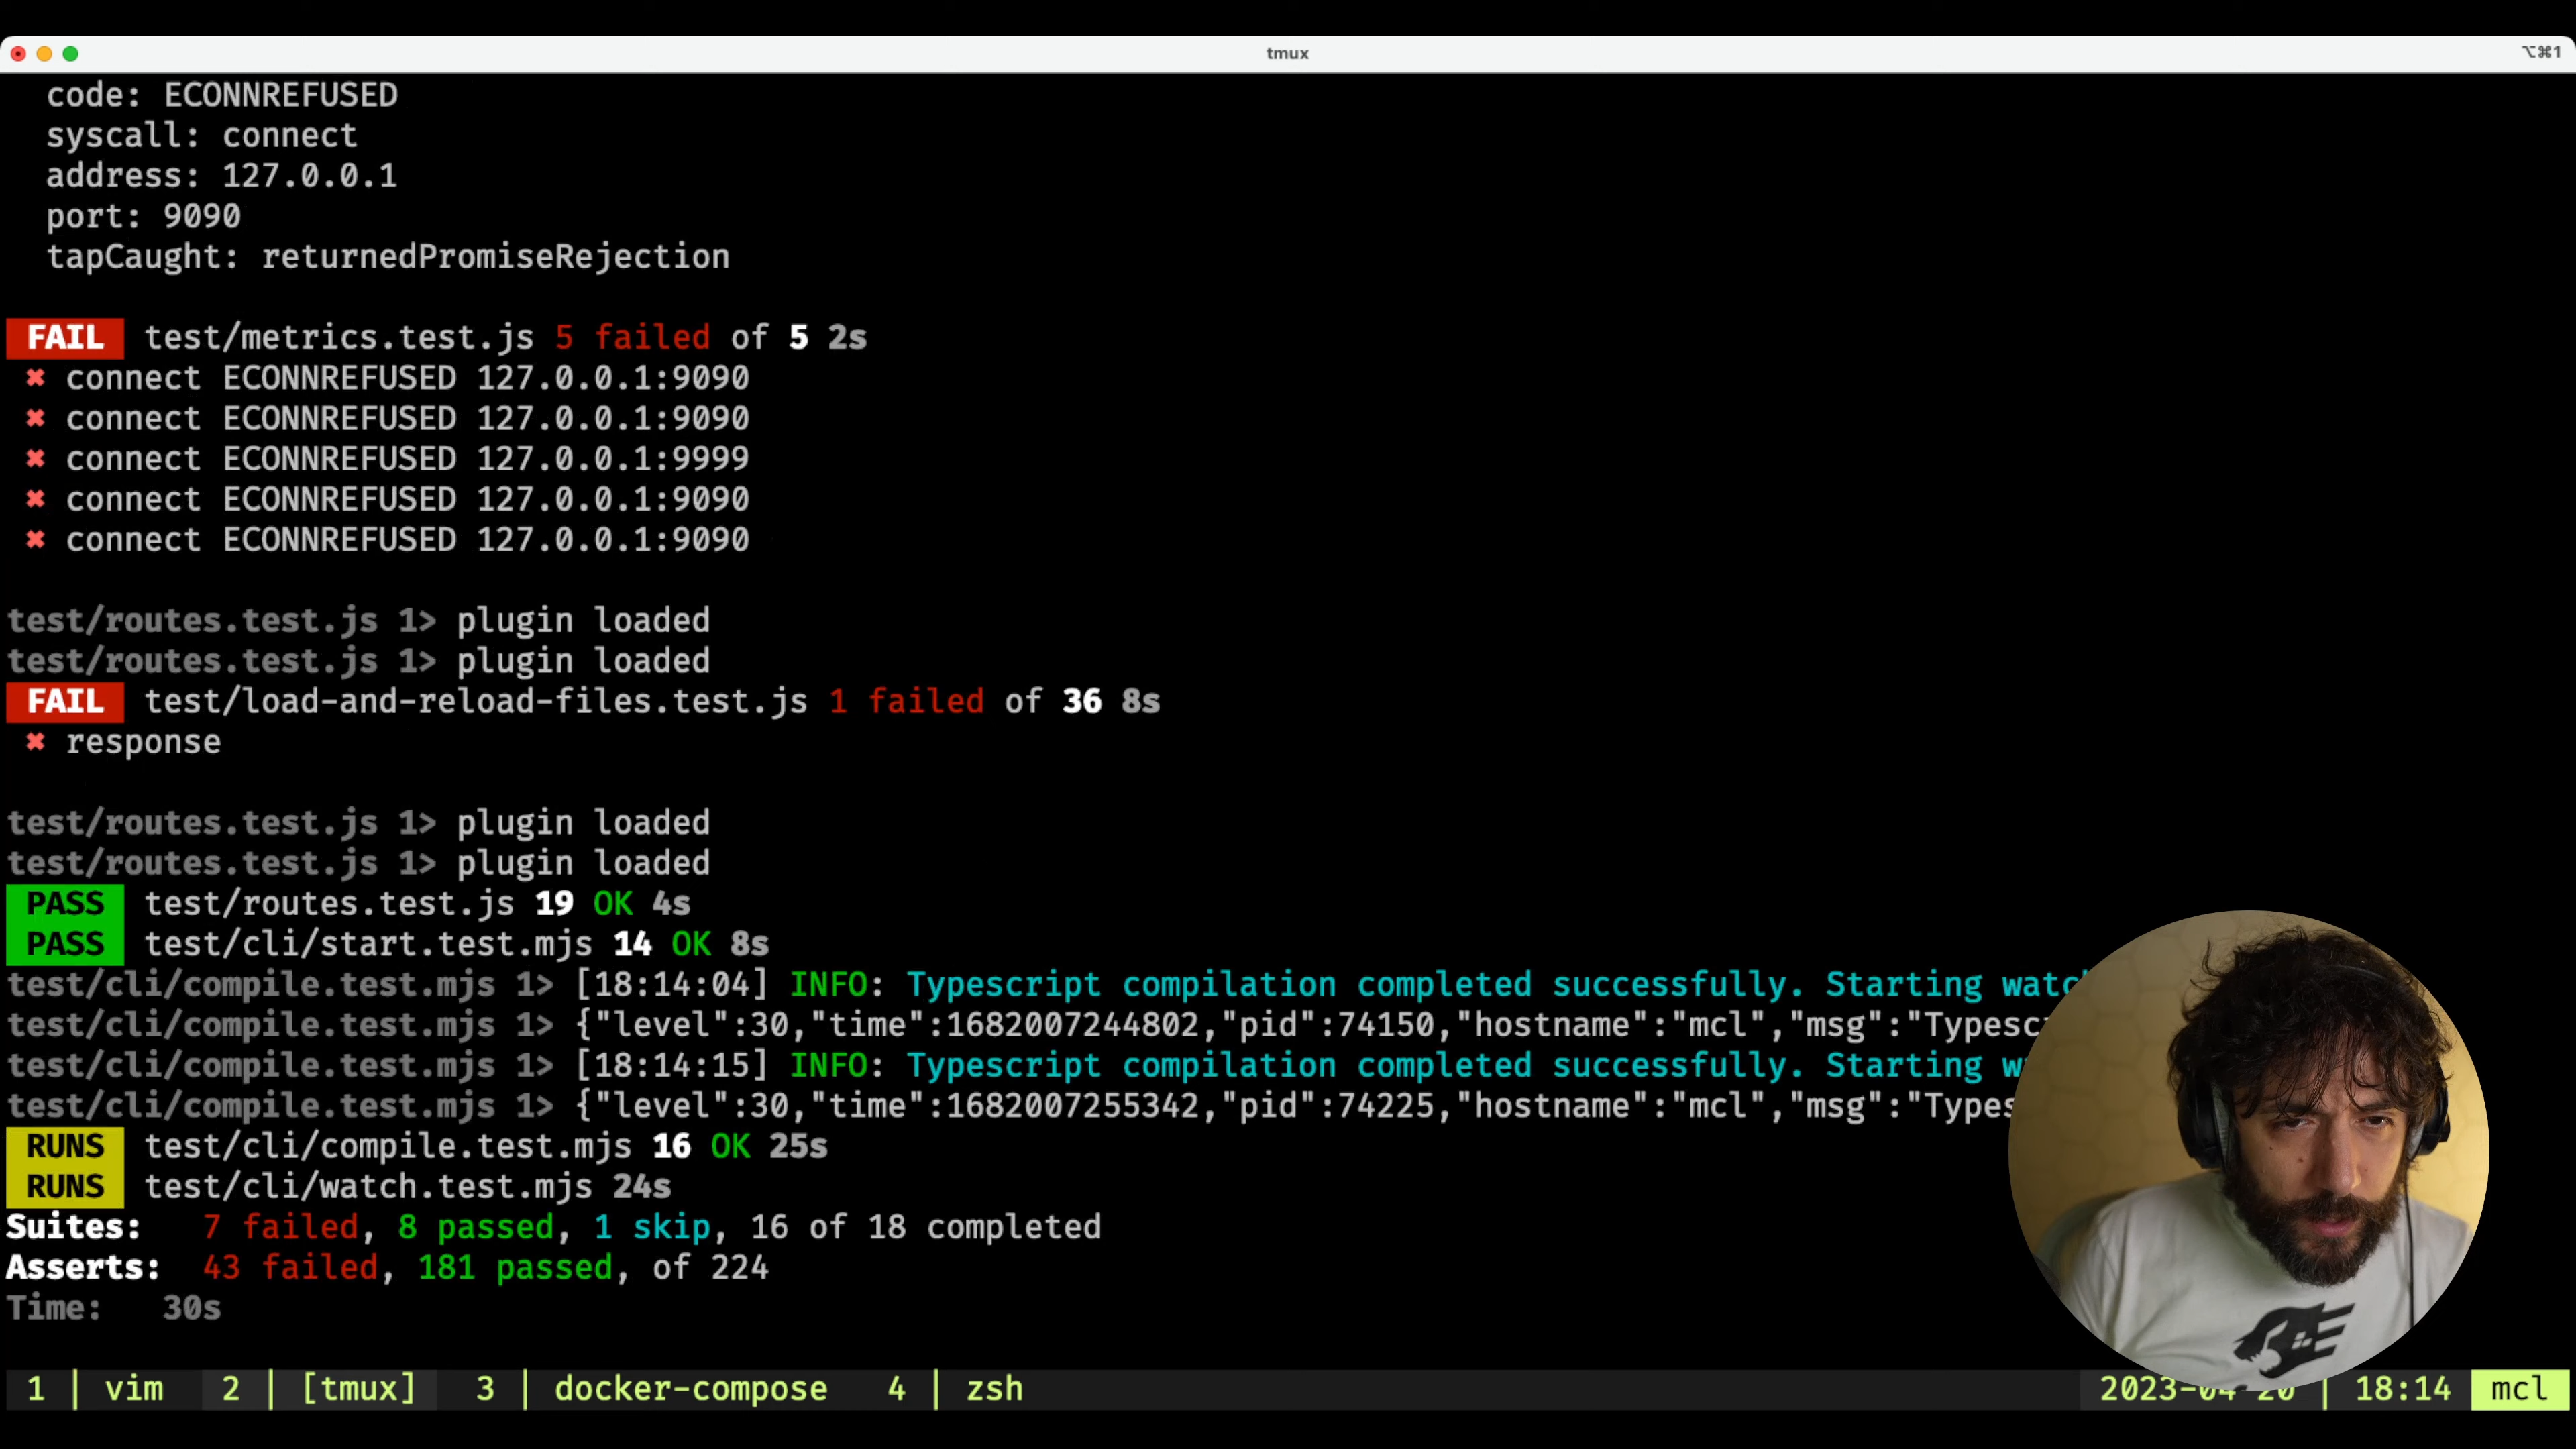 tmux
⌥⌘1
code: ECONNREFUSED
syscall: connect
address: 127.0.0.1
port: 9090
tapCaught: returnedPromiseRejection
FAIL test/metrics.test.js 5 failed of 5 2s
✖ connect ECONNREFUSED 127.0.0.1:9090
✖ connect ECONNREFUSED 127.0.0.1:9090
✖ connect ECONNREFUSED 127.0.0.1:9999
✖ connect ECONNREFUSED 127.0.0.1:9090
✖ connect ECONNREFUSED 127.0.0.1:9090
test/routes.test.js 1> plugin loaded
test/routes.test.js 1> plugin loaded
FAIL test/load-and-reload-files.test.js 1 failed of 36 8s
✖ response
test/routes.test.js 1> plugin loaded
test/routes.test.js 1> plugin loaded
PASS test/routes.test.js 19 OK 4s
PASS test/cli/start.test.mjs 14 OK 8s
test/cli/compile.test.mjs 1> [18:14:04] INFO: Typescript compilation completed successfully. Starting watc
test/cli/compile.test.mjs 1> {"level":30,"time":1682007244802,"pid":74150,"hostname":"mcl","msg":"Typesc
test/cli/compile.test.mjs 1> [18:14:15] INFO: Typescript compilation completed successfully. Starting w
test/cli/compile.test.mjs 1> {"level":30,"time":1682007255342,"pid":74225,"hostname":"mcl","msg":"Types
RUNS test/cli/compile.test.mjs 16 OK 25s
RUNS test/cli/watch.test.mjs 24s
Suites: 7 failed, 8 passed, 1 skip, 16 of 18 completed
Asserts: 43 failed, 181 passed, of 224
Time: 30s
1 | vim 2 | [tmux] 3 | docker-compose 4 | zsh 2023-04-20 | 18:14 mcl